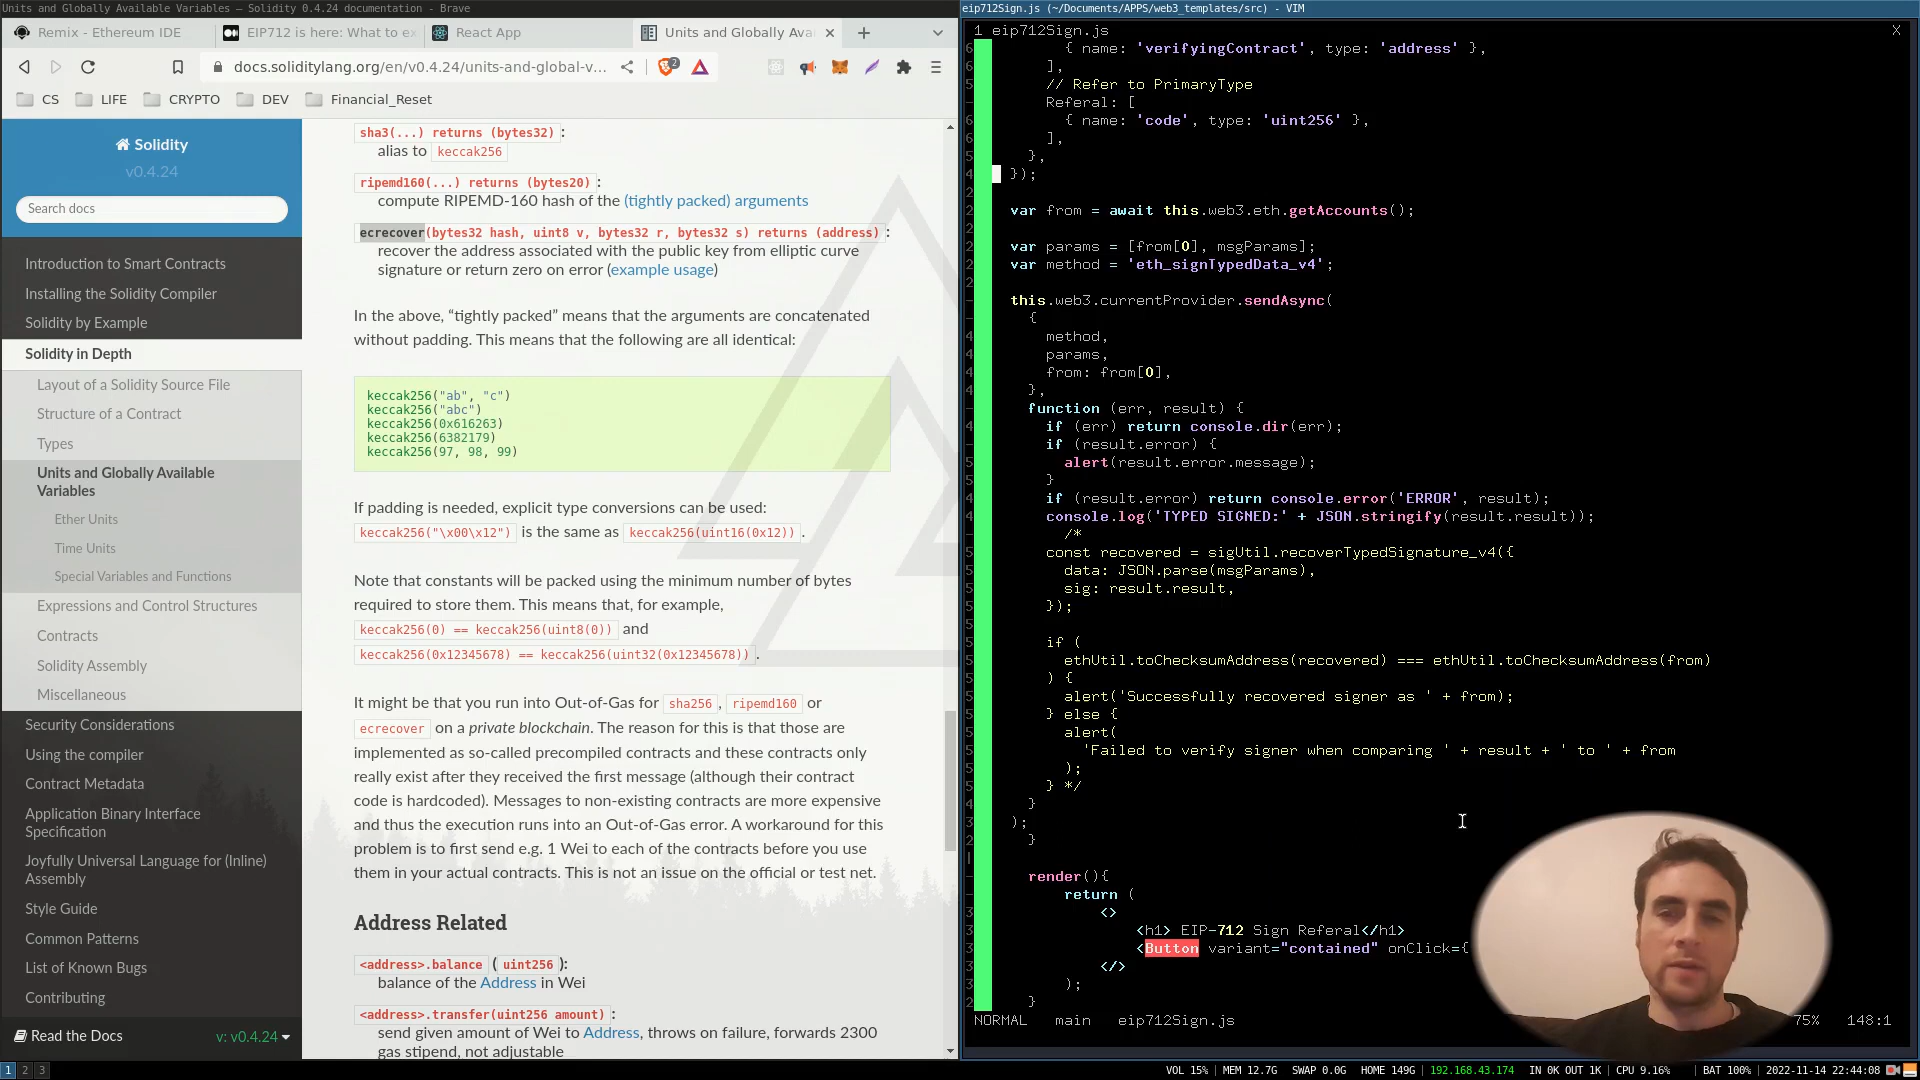 Units and Globally Available Variables — Solidity 0.4.24 documentation - Brave
Remix - Ethereum IDE
EIP712 is here: What to ex
React App
Units and Globally Avai
docs.soliditylang.org/en/v0.4.24/units-and-global-v...
2
CS
LIFE
CRYPTO
DEV
Financial_Reset
Solidity
v0.4.24
Search docs
Introduction to Smart Contracts
Installing the Solidity Compiler
Solidity by Example
Solidity in Depth
Layout of a Solidity Source File
Structure of a Contract
Types
Units and Globally Available
Variables
Ether Units
Time Units
Special Variables and Functions
Expressions and Control Structures
Contracts
Solidity Assembly
Miscellaneous
Security Considerations
Using the compiler
Contract Metadata
Application Binary Interface
Specification
Joyfully Universal Language for (Inline)
Assembly
Style Guide
Common Patterns
List of Known Bugs
Contributing
Read the Docs
v: v0.4.24
sha3(...) returns (bytes32):
alias to keccak256
ripemd160(...) returns (bytes20):
compute RIPEMD-160 hash of the (tightly packed) arguments
ecrecover(bytes32 hash, uint8 v, bytes32 r, bytes32 s) returns (address):
recover the address associated with the public key from elliptic curve
signature or return zero on error (example usage)
In the above, “tightly packed” means that the arguments are concatenated
without padding. This means that the following are all identical:
keccak256("ab", "c")
keccak256("abc")
keccak256(0x616263)
keccak256(6382179)
keccak256(97, 98, 99)
If padding is needed, explicit type conversions can be used:
keccak256("\x00\x12") is the same as keccak256(uint16(0x12)).
Note that constants will be packed using the minimum number of bytes
required to store them. This means that, for example,
keccak256(0) == keccak256(uint8(0)) and
keccak256(0x12345678) == keccak256(uint32(0x12345678)).
It might be that you run into Out-of-Gas for sha256, ripemd160 or
ecrecover on a private blockchain. The reason for this is that those are
implemented as so-called precompiled contracts and these contracts only
really exist after they received the first message (although their contract
code is hardcoded). Messages to non-existing contracts are more expensive
and thus the execution runs into an Out-of-Gas error. A workaround for this
problem is to first send e.g. 1 Wei to each of the contracts before you use
them in your actual contracts. This is not an issue on the official or test net.
Address Related
<address>.balance (uint256):
balance of the Address in Wei
<address>.transfer(uint256 amount):
send given amount of Wei to Address, throws on failure, forwards 2300
gas stipend, not adjustable
eip712Sign.js (~/Documents/APPS/web3_templates/src) - VIM
1 eip712Sign.js X
{ name: 'verifyingContract', type: 'address' },
],
// Refer to PrimaryType
Referal: [
{ name: 'code', type: 'uint256' },
],
},
});
var from = await this.web3.eth.getAccounts();
var params = [from[0], msgParams];
var method = 'eth_signTypedData_v4';
this.web3.currentProvider.sendAsync(
{
method,
params,
from: from[0],
},
function (err, result) {
if (err) return console.dir(err);
if (result.error) {
alert(result.error.message);
}
if (result.error) return console.error('ERROR', result);
console.log('TYPED SIGNED:' + JSON.stringify(result.result));
/*
const recovered = sigUtil.recoverTypedSignature_v4({
data: JSON.parse(msgParams),
sig: result.result,
});
if (
ethUtil.toChecksumAddress(recovered) === ethUtil.toChecksumAddress(from)
) {
alert('Successfully recovered signer as ' + from);
} else {
alert(
'Failed to verify signer when comparing ' + result + ' to ' + from
);
} */
}
);
}
render(){
return (
<>
<h1> EIP-712 Sign Referal</h1>
<Button variant="contained" onClick={
</>
);
}
NORMAL main eip712Sign.js 75% 148:1
1 2 3
VOL 15% | MEM 12.7G SWAP 0.0G HOME 149G | 192.168.43.174 | IN 0K OUT 1K | CPU 9.16% | BAT 100% | 2022-11-14 22:44:08